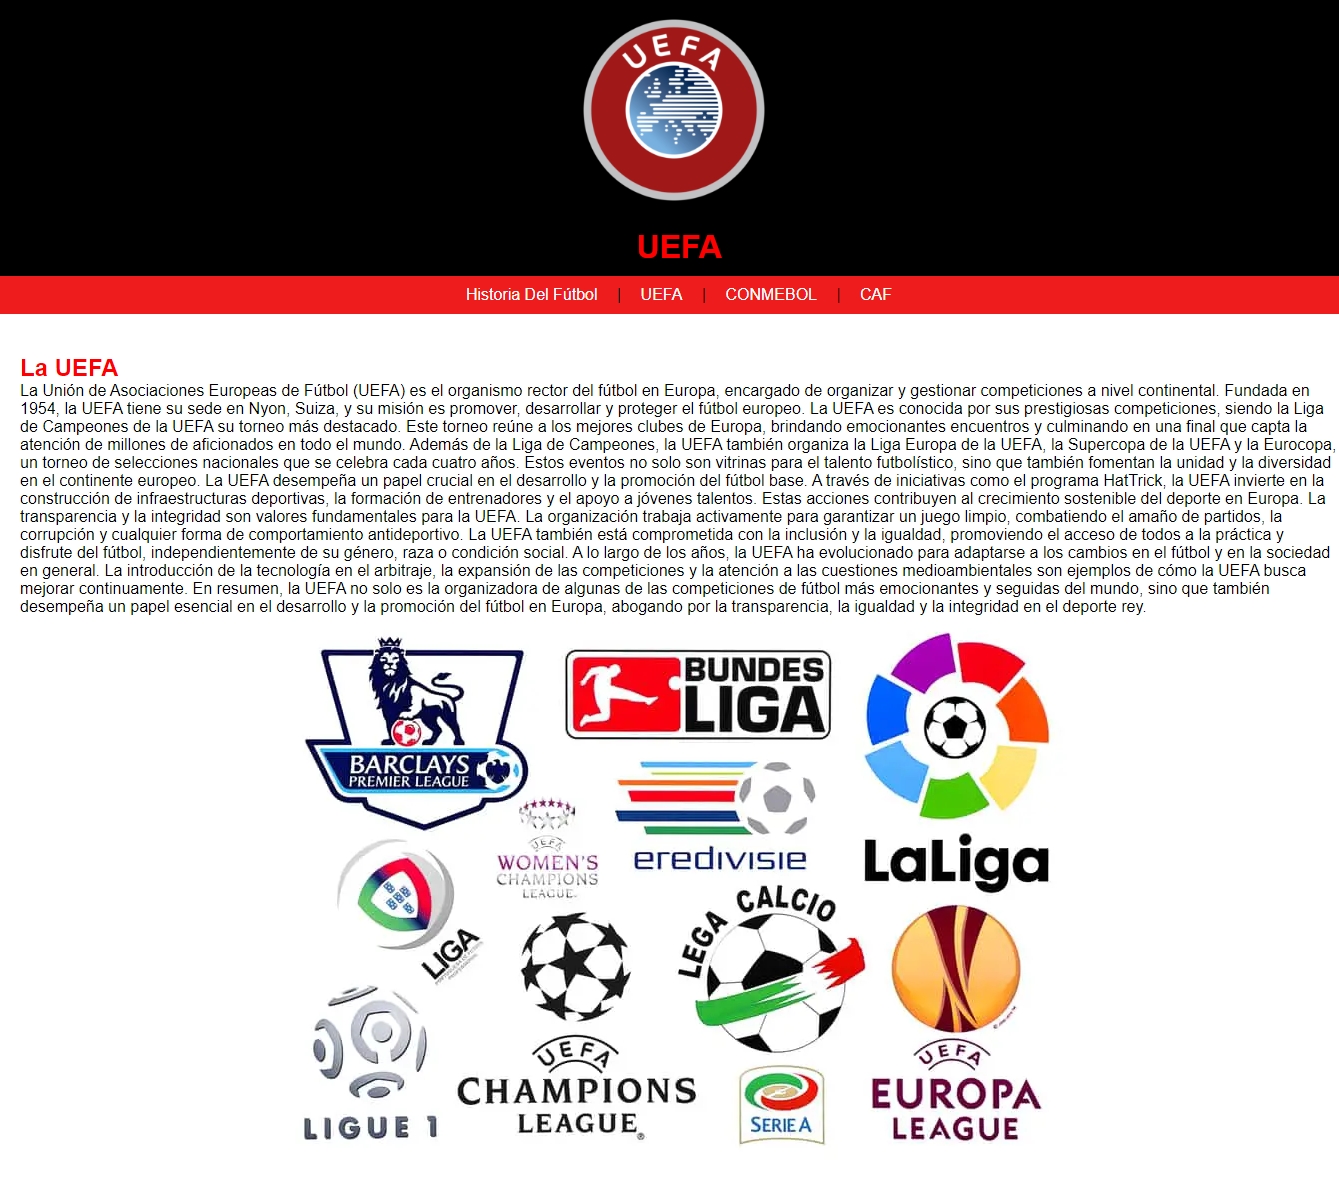 UEFA
UEFA
Historia Del Fútbol | UEFA | CONMEBOL | CAF
La UEFA
La Unión de Asociaciones Europeas de Fútbol (UEFA) es el organismo rector del fútbol en Europa, encargado de organizar y gestionar competiciones a nivel continental. Fundada en
1954, la UEFA tiene su sede en Nyon, Suiza, y su misión es promover, desarrollar y proteger el fútbol europeo. La UEFA es conocida por sus prestigiosas competiciones, siendo la Liga
de Campeones de la UEFA su torneo más destacado. Este torneo reúne a los mejores clubes de Europa, brindando emocionantes encuentros y culminando en una final que capta la
atención de millones de aficionados en todo el mundo. Además de la Liga de Campeones, la UEFA también organiza la Liga Europa de la UEFA, la Supercopa de la UEFA y la Eurocopa,
un torneo de selecciones nacionales que se celebra cada cuatro años. Estos eventos no solo son vitrinas para el talento futbolístico, sino que también fomentan la unidad y la diversidad
en el continente europeo. La UEFA desempeña un papel crucial en el desarrollo y la promoción del fútbol base. A través de iniciativas como el programa HatTrick, la UEFA invierte en la
construcción de infraestructuras deportivas, la formación de entrenadores y el apoyo a jóvenes talentos. Estas acciones contribuyen al crecimiento sostenible del deporte en Europa. La
transparencia y la integridad son valores fundamentales para la UEFA. La organización trabaja activamente para garantizar un juego limpio, combatiendo el amaño de partidos, la
corrupción y cualquier forma de comportamiento antideportivo. La UEFA también está comprometida con la inclusión y la igualdad, promoviendo el acceso de todos a la práctica y
disfrute del fútbol, independientemente de su género, raza o condición social. A lo largo de los años, la UEFA ha evolucionado para adaptarse a los cambios en el fútbol y en la sociedad
en general. La introducción de la tecnología en el arbitraje, la expansión de las competiciones y la atención a las cuestiones medioambientales son ejemplos de cómo la UEFA busca
mejorar continuamente. En resumen, la UEFA no solo es la organizadora de algunas de las competiciones de fútbol más emocionantes y seguidas del mundo, sino que también
desempeña un papel esencial en el desarrollo y la promoción del fútbol en Europa, abogando por la transparencia, la igualdad y la integridad en el deporte rey.
BARCLAYS
PREMIER LEAGUE
BUNDES
LIGA
LaLiga
eredivisie
UEFA
WOMEN'S
CHAMPIONS
LEAGUE
LIGA
LEGA CALCIO
UEFA
CHAMPIONS
LEAGUE®
LIGUE 1
SERIE A
UEFA
EUROPA
LEAGUE